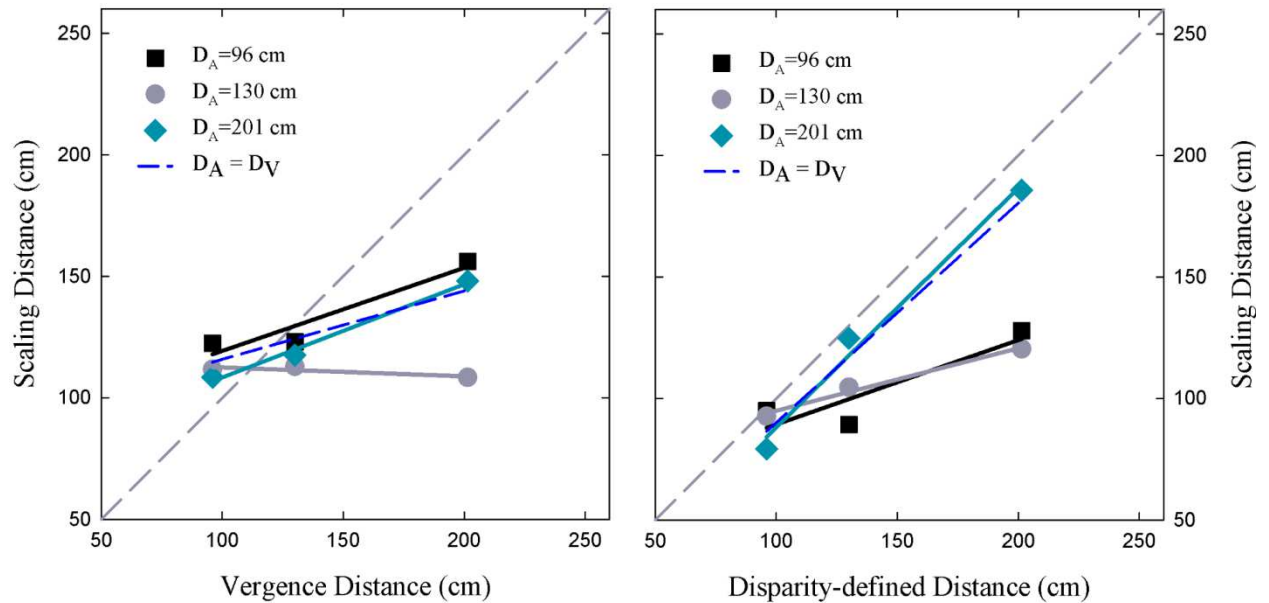 250
200
150
100
50
50
100
150
200
250
Scaling Distance (cm)
Vergence Distance (cm)
D_A=96 cm
D_A=130 cm
D_A=201 cm
D_A = D_V
D_A=96 cm
D_A=130 cm
D_A=201 cm
D_A = D_V
50
100
150
200
250
250
200
150
100
50
Disparity-defined Distance (cm)
Scaling Distance (cm)